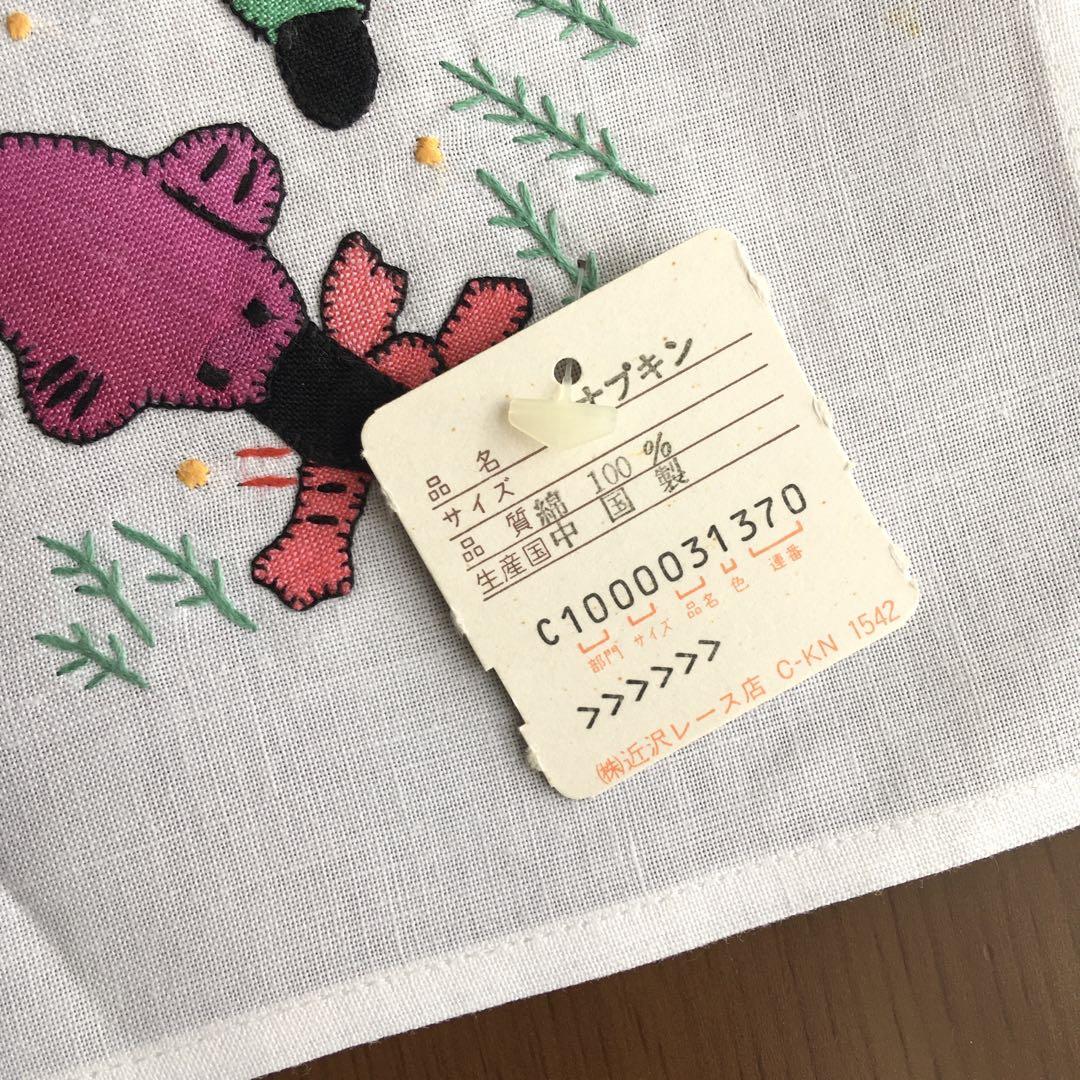 品名 ナプキン
サイズ
品質 綿 100%
生産国 中国製
C1000031370
部門 サイズ 品名 色 連番
>>>>>>
㈱近沢レース店 C-KN 1542